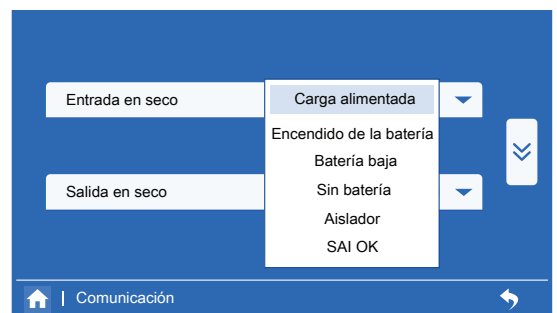 Entrada en seco
Carga alimentada
Encendido de la batería
Batería baja
Salida en seco
Sin batería
Aislador
SAI OK
| Comunicación